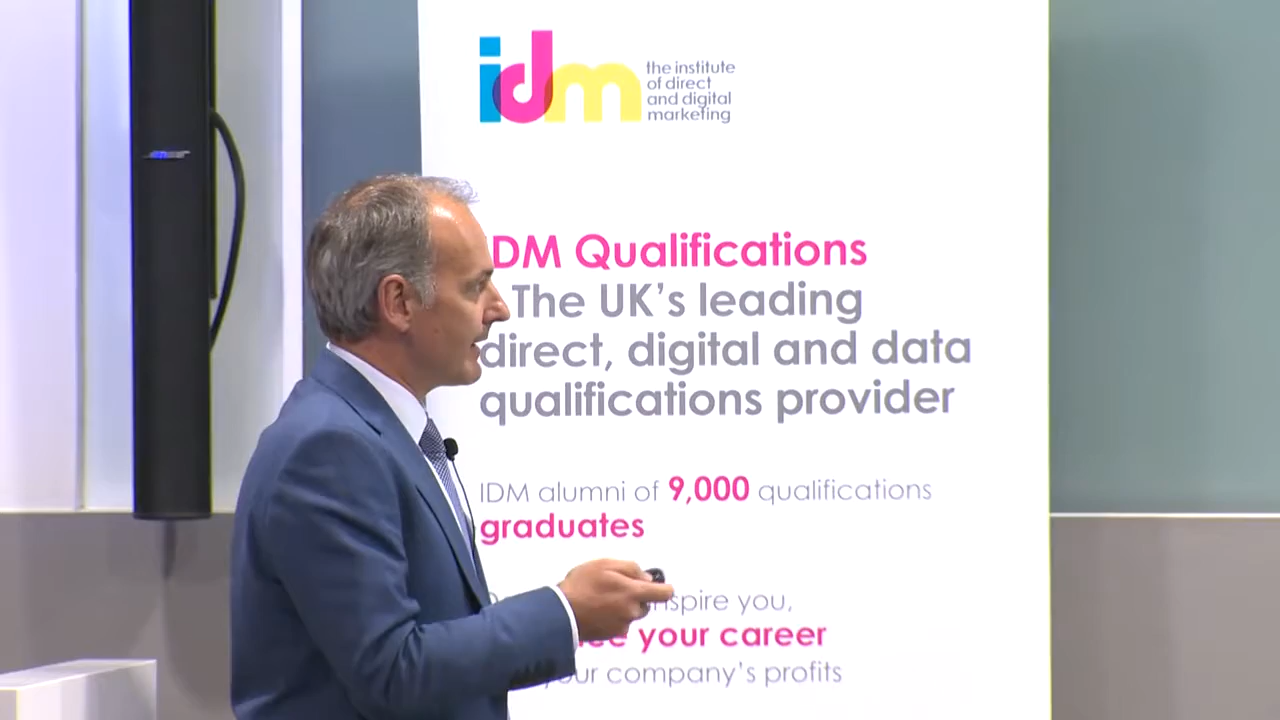 idm
the institute
of direct
and digital
marketing
IDM Qualifications
The UK's leading
direct, digital and data
qualifications provider
IDM alumni of 9,000 qualifications
graduates
you,
your career
company's profits